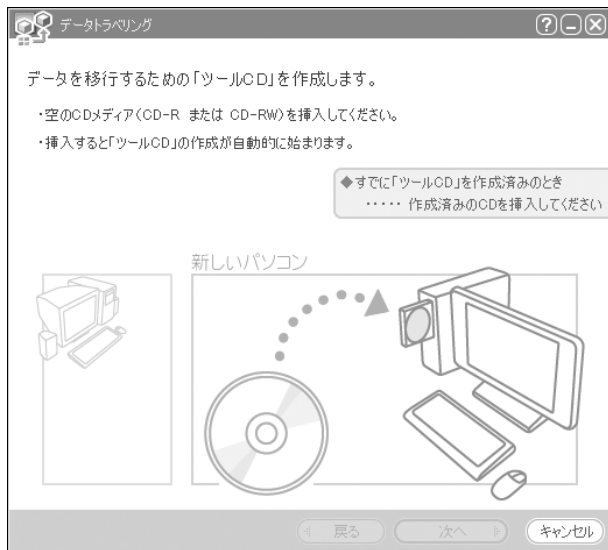 データトラベリング
データを移行するための「ツールCD」を作成します。
・空のCDメディア(CD-R または CD-RW)を挿入してください。
・挿入すると「ツールCD」の作成が自動的に始まります。
◆すでに「ツールCD」を作成済みのとき
・・・・・ 作成済みのCDを挿入してください
新しいパソコン
戻る 次へ キャンセル